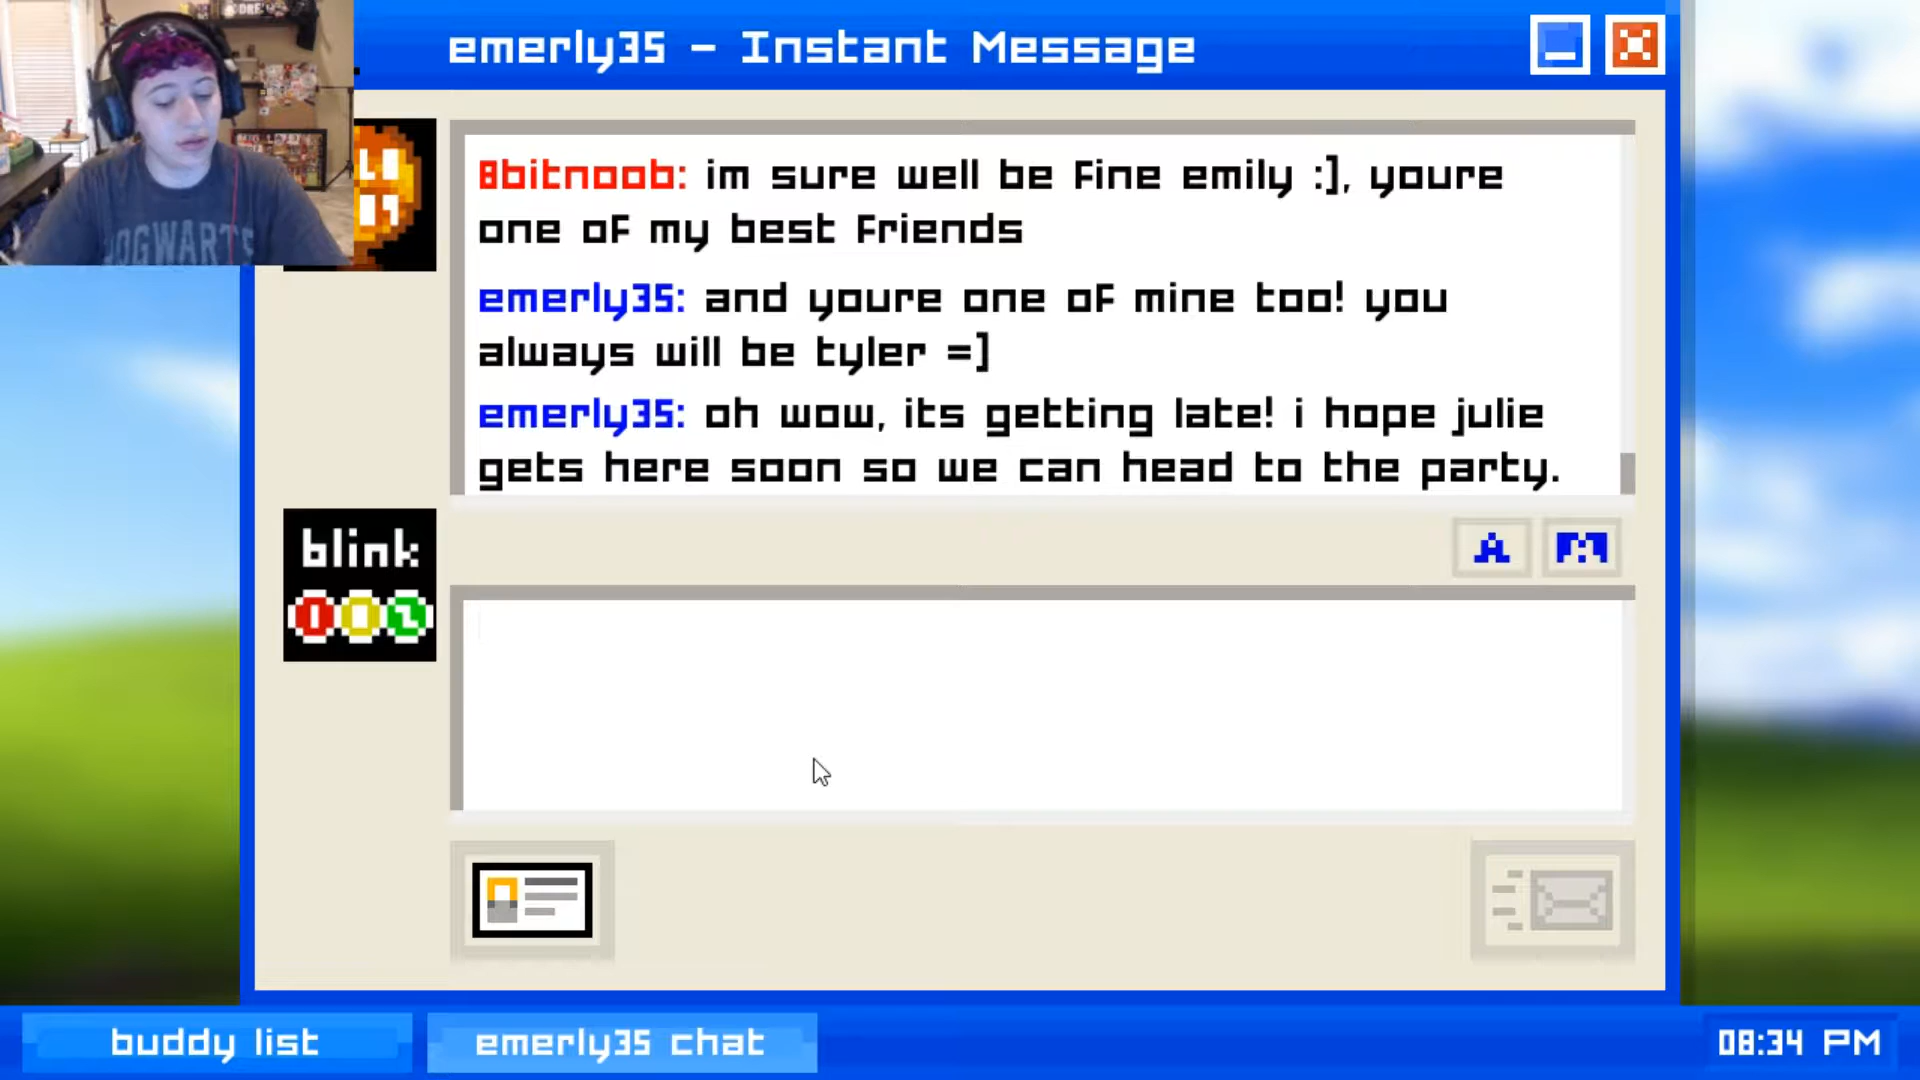 emerly35 - Instant Message
8bitnoob: im sure well be fine emily :], youre
one of my best friends
emerly35: and youre one of mine too! you
always will be tyler =]
emerly35: oh wow, its getting late! i hope julie
gets here soon so we can head to the party.
blink
182
A
HOGWARTS
buddy list
emerly35 chat
08:34 PM